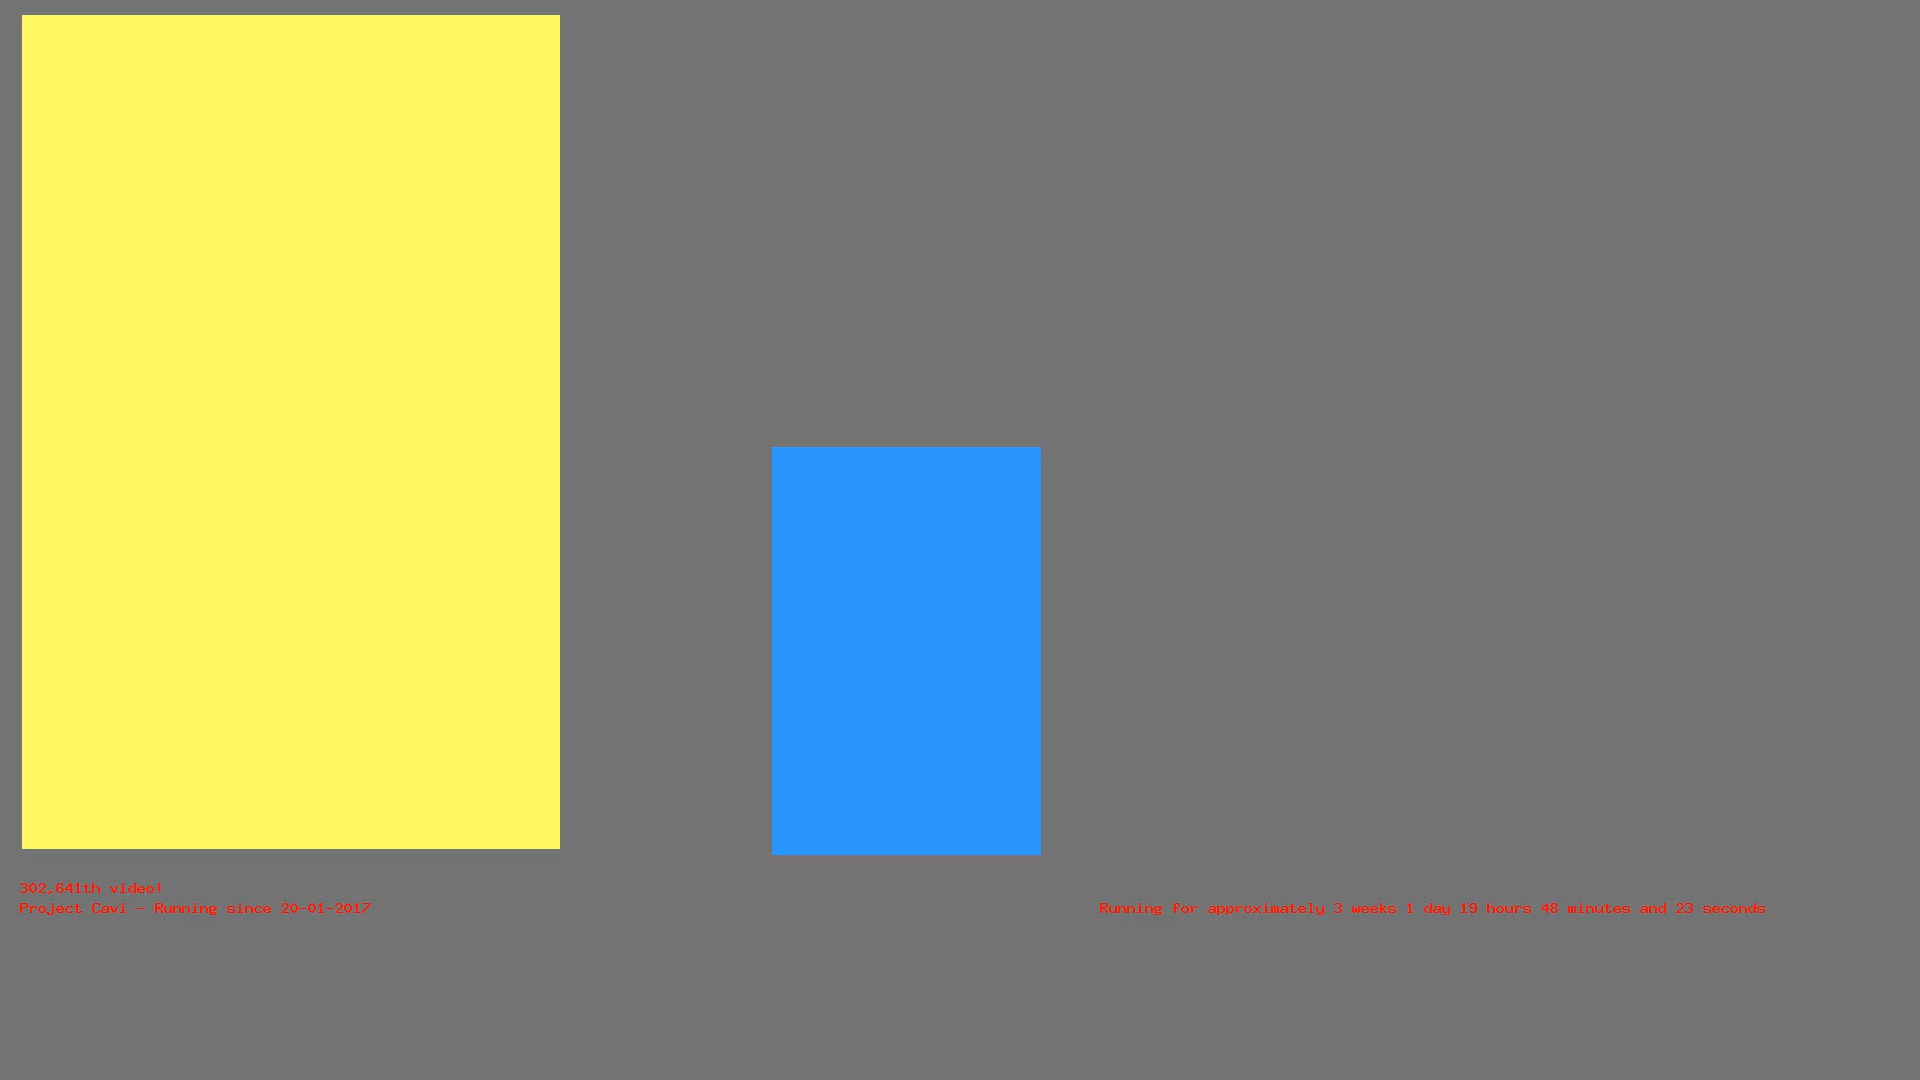 302,641th video!
Project Cavi - Running since 20-01-2017
Running for approximately 3 weeks 1 day 19 hours 48 minutes and 23 seconds